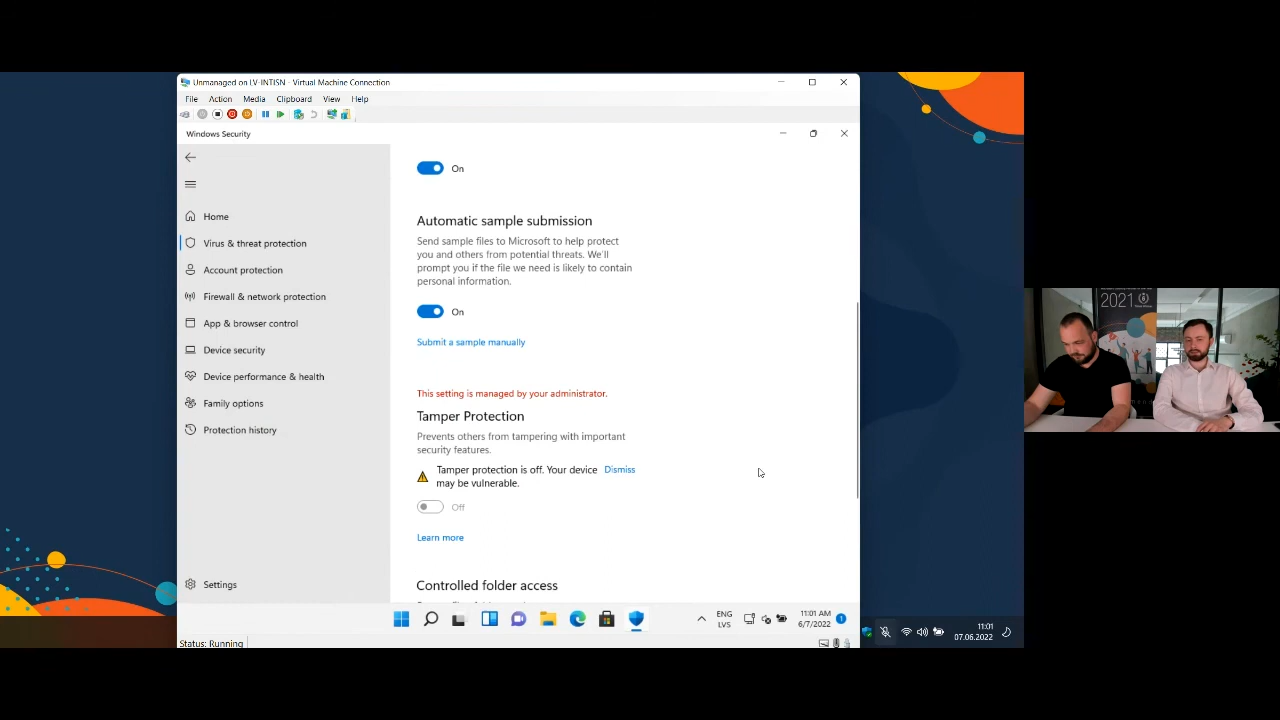 Unmanaged on LV-INTISN - Virtual Machine Connection
File Action Media Clipboard View Help
Windows Security
Home
Virus & threat protection
Account protection
Firewall & network protection
App & browser control
Device security
Device performance & health
Family options
Protection history
Settings
On
Automatic sample submission
Send sample files to Microsoft to help protect
you and others from potential threats. We'll
prompt you if the file we need is likely to contain
personal information.
On
Submit a sample manually
This setting is managed by your administrator.
Tamper Protection
Prevents others from tampering with important
security features.
Tamper protection is off. Your device
may be vulnerable.
Dismiss
Off
Learn more
Controlled folder access
ENG
LVS
11:01 AM
6/7/2022
1
Status: Running
11:01
07.06.2022
2021